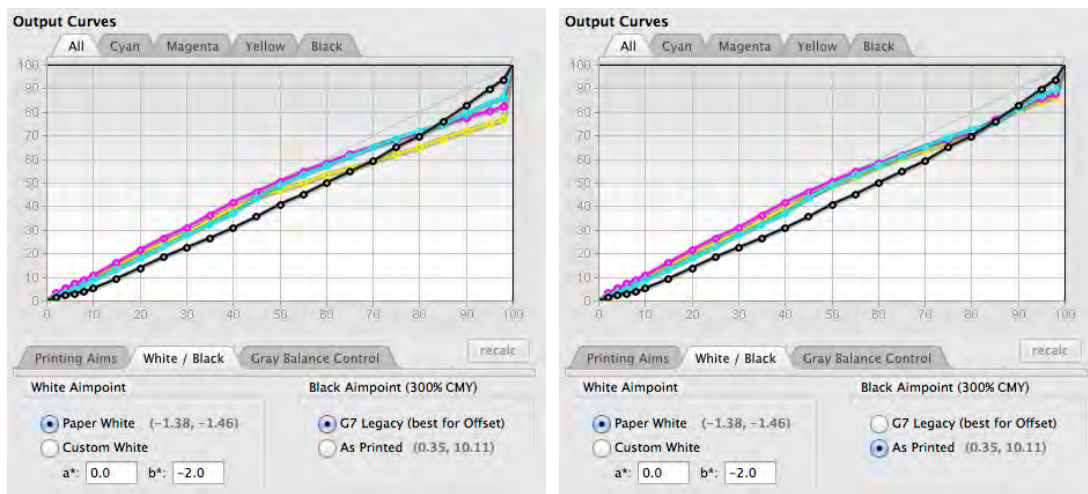 Output Curves
All Cyan Magenta Yellow Black
100
90
80
70
60
50
40
30
20
10
0
0 10 20 30 40 50 60 70 80 90 100
Printing Aims White / Black Gray Balance Control recalc
White Aimpoint Black Aimpoint (300% CMY)
Paper White (-1.38, -1.46) G7 Legacy (best for Offset)
Custom White As Printed (0.35, 10.11)
a*: 0.0 b*: -2.0
Output Curves
All Cyan Magenta Yellow Black
100
90
80
70
60
50
40
30
20
10
0
0 10 20 30 40 50 60 70 80 90 100
Printing Aims White / Black Gray Balance Control recalc
White Aimpoint Black Aimpoint (300% CMY)
Paper White (-1.38, -1.46) G7 Legacy (best for Offset)
Custom White As Printed (0.35, 10.11)
a*: 0.0 b*: -2.0